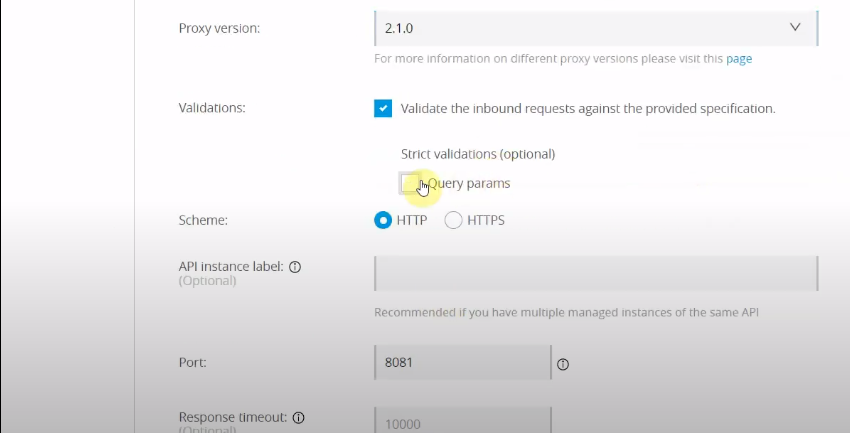 Proxy version:
2.1.0
For more information on different proxy versions please visit this page
Validations:
Validate the inbound requests against the provided specification.
Strict validations (optional)
Query params
Scheme:
HTTP
HTTPS
API instance label:
(Optional)
Recommended if you have multiple managed instances of the same API
Port:
8081
Response timeout:
(Optional)
10000